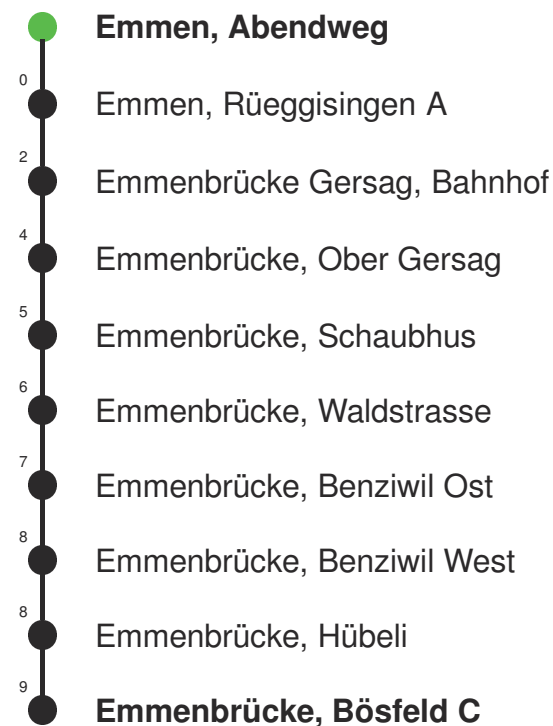 Emmen, Abendweg
0
Emmen, Rüeggisingen A
2
Emmenbrücke Gersag, Bahnhof
4
Emmenbrücke, Ober Gersag
5
Emmenbrücke, Schaubhus
6
Emmenbrücke, Waldstrasse
7
Emmenbrücke, Benziwil Ost
8
Emmenbrücke, Benziwil West
8
Emmenbrücke, Hübeli
9
Emmenbrücke, Bösfeld C